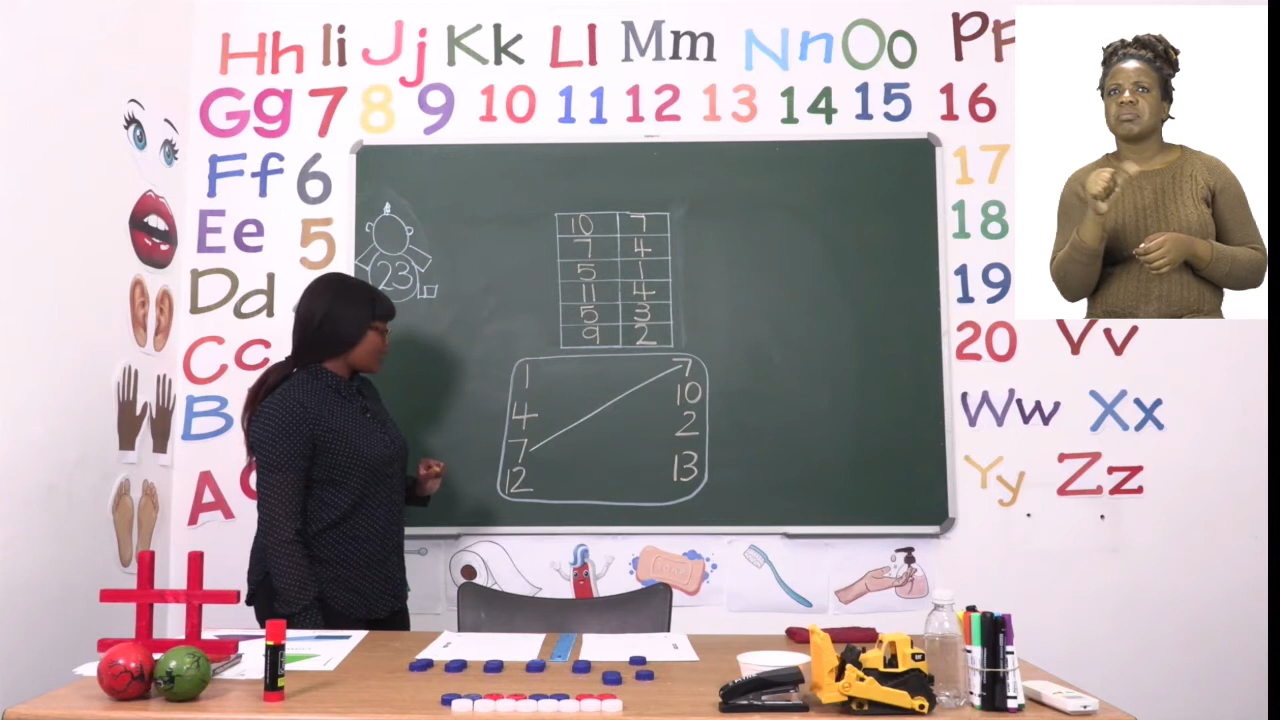 Hh Ii Jj Kk Ll Mm Nn Oo
Gg 7 8 9 10 11 12 13 14 15 16
Ff 6 17
Ee 5 18
Dd 19
Cc 20 Vv
B Ww Xx
A Yy Zz
23
10 7
7 4
5 1
11 4
5 3
9 2
1 7
4 10
7 2
12 13
CAT